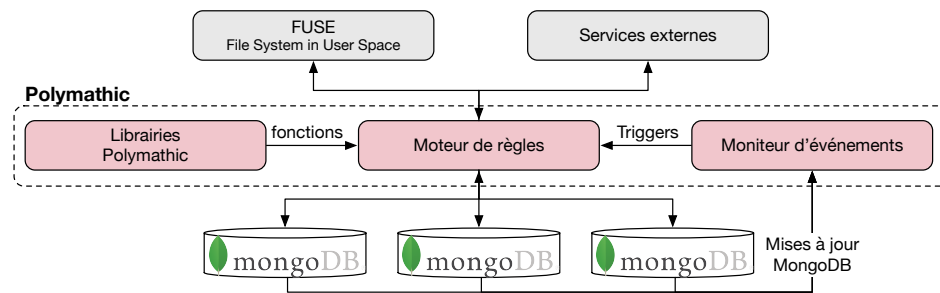 FUSE
File System in User Space
Services externes
Polymathic
Librairies
Polymathic
fonctions
Moteur de règles
Triggers
Moniteur d’événements
mongoDB
mongoDB
mongoDB
Mises à jour
MongoDB